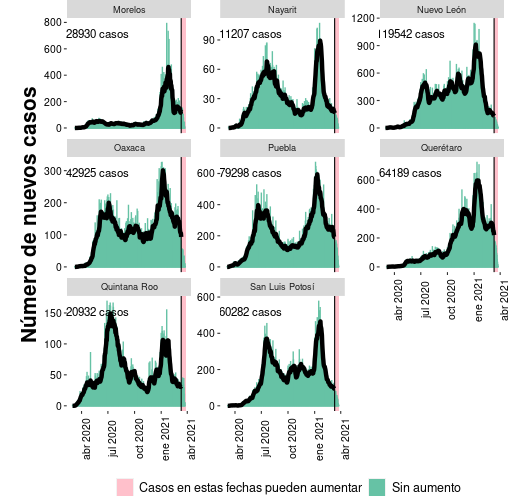 Número de nuevos casos
Morelos
Nayarit
Nuevo León
800
600
400
200
0
28930 casos
90
60
30
0
11207 casos
1200
900
600
300
0
119542 casos
Oaxaca
Puebla
Querétaro
300
200
100
0
42925 casos
600
400
200
0
79298 casos
600
400
200
0
64189 casos
Quintana Roo
San Luis Potosí
150
100
50
0
20932 casos
600
400
200
0
60282 casos
abr 2020
jul 2020
oct 2020
ene 2021
abr 2021
abr 2020
jul 2020
oct 2020
ene 2021
abr 2021
abr 2020
jul 2020
oct 2020
ene 2021
abr 2021
Casos en estas fechas pueden aumentar
Sin aumento